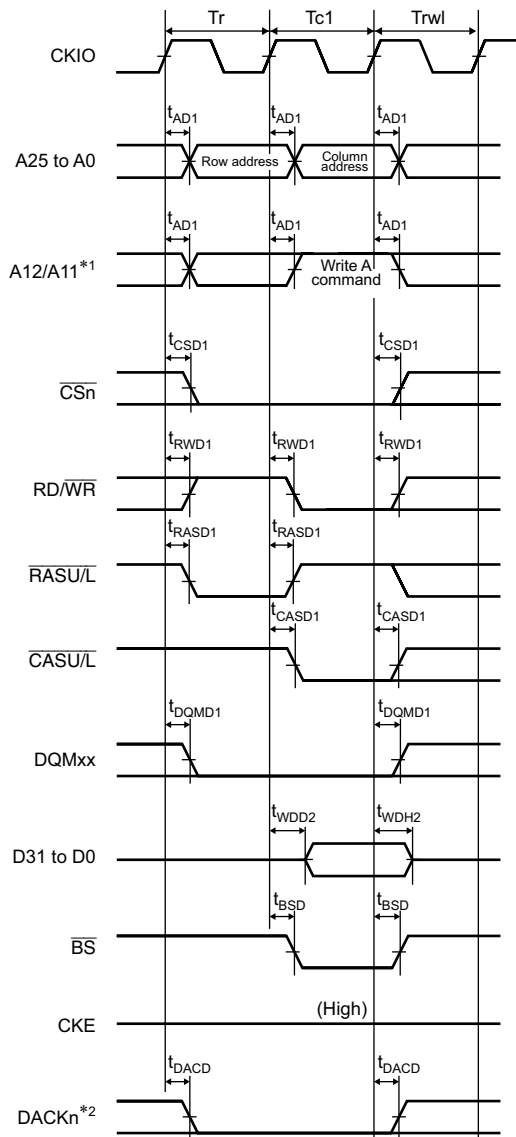 Tr Tc1 Trwl
CKIO
tAD1 tAD1 tAD1
A25 to A0 Row address Column address
tAD1 tAD1 tAD1
A12/A11*1 Write A command
tCSD1 tCSD1
CSn
tRWD1 tRWD1 tRWD1
RD/WR
tRASD1 tRASD1
RASU/L
tCASD1 tCASD1
CASU/L
tDQMD1 tDQMD1
DQMxx
tWDD2 tWDH2
D31 to D0
tBSD tBSD
BS
(High)
CKE
tDACD tDACD
DACKn*2